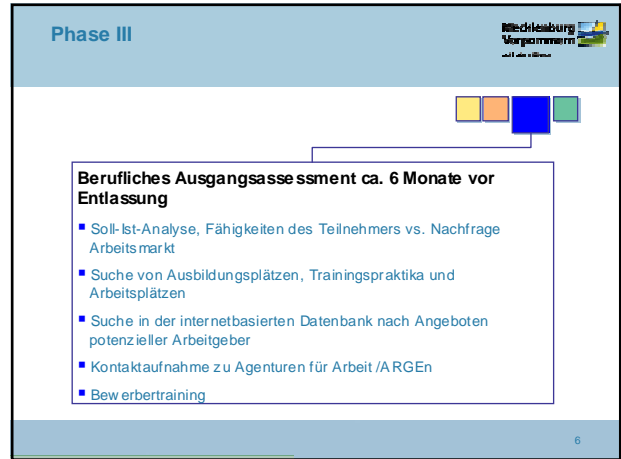 Phase III
Mecklenburg
Vorpommern
Berufliches Ausgangsassessment ca. 6 Monate vor
Entlassung
Soll-Ist-Analyse, Fähigkeiten des Teilnehmers vs. Nachfrage
Arbeitsmarkt
Suche von Ausbildungsplätzen, Trainingspraktika und
Arbeitsplätzen
Suche in der internetbasierten Datenbank nach Angeboten
potenzieller Arbeitgeber
Kontaktaufnahme zu Agenturen für Arbeit /ARGEn
Bewerbertraining
6